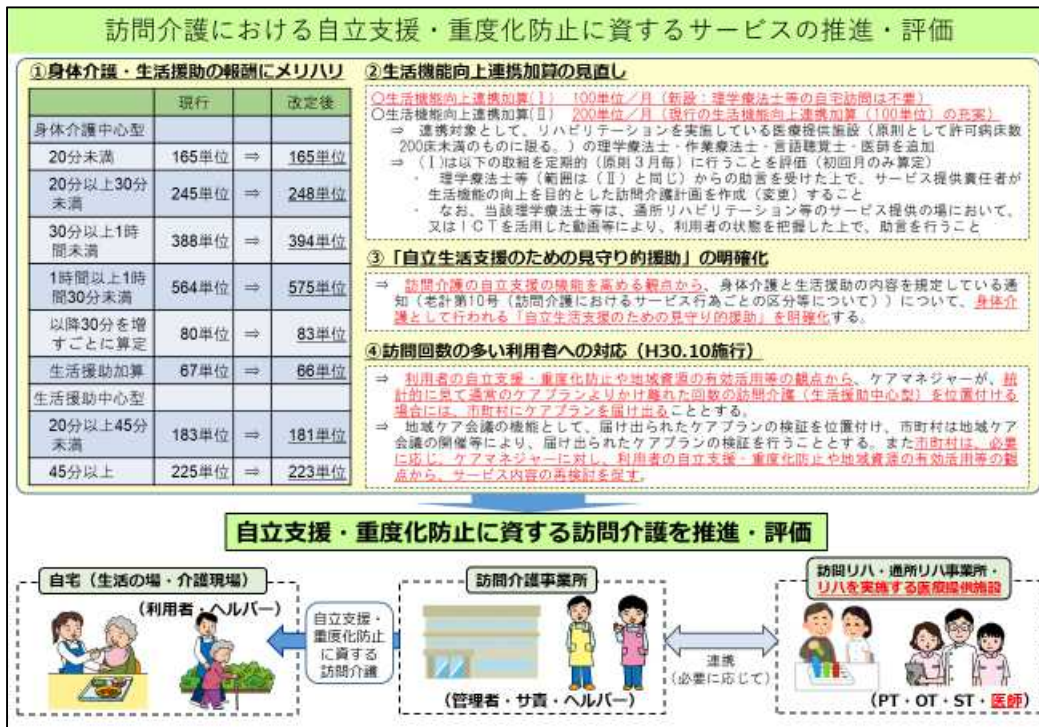 訪問介護における自立支援・重度化防止に資するサービスの推進・評価
①身体介護・生活援助の報酬にメリハリ
現行 改定後
身体介護中心型
20分未満 165単位 ⇒ 165単位
20分以上30分
未満 245単位 ⇒ 248単位
30分以上1時
間未満 388単位 ⇒ 394単位
1時間以上1時
間30分未満 564単位 ⇒ 575単位
以降30分を増
すごとに算定 80単位 ⇒ 83単位
生活援助加算 67単位 ⇒ 66単位
生活援助中心型
20分以上45分
未満 183単位 ⇒ 181単位
45分以上 225単位 ⇒ 223単位
②生活機能向上連携加算の見直し
○生活機能向上連携加算(Ⅰ) 100単位/月(新設:理学療法士等の自宅訪問は不要)
○生活機能向上連携加算(Ⅱ) 200単位/月(現行の生活機能向上連携加算(100単位)の充実)
⇒ 連携対象として、リハビリテーションを実施している医療提供施設(原則として許可病床数
200床未満のものに限る。)の理学療法士・作業療法士・言語聴覚士・医師を追加
⇒ (Ⅰ)は以下の取組を定期的(原則3月毎)に行うことを評価(初回月のみ算定)
・ 理学療法士等(範囲は(Ⅱ)と同じ)からの助言を受けた上で、サービス提供責任者が
生活機能の向上を目的とした訪問介護計画を作成(変更)すること
・ なお、当該理学療法士等は、通所リハビリテーション等のサービス提供の場において、
又はICTを活用した動画等により、利用者の状態を把握した上で、助言を行うこと
③「自立生活支援のための見守り的援助」の明確化
⇒ 訪問介護の自立支援の機能を高める観点から、身体介護と生活援助の内容を規定している通
知(老計第10号(訪問介護におけるサービス行為ごとの区分等について))について、身体介
護として行われる「自立生活支援のための見守り的援助」を明確化する。
④訪問回数の多い利用者への対応(H30.10施行)
⇒ 利用者の自立支援・重度化防止や地域資源の有効活用等の観点から、ケアマネジャーが、統
計的に見て通常のケアプランよりかけ離れた回数の訪問介護(生活援助中心型)を位置付ける
場合には、市町村にケアプランを届け出ることとする。
⇒ 地域ケア会議の機能として、届け出られたケアプランの検証を位置付け、市町村は地域ケア
会議の開催等により、届け出られたケアプランの検証を行うこととする。また市町村は、必要
に応じ、ケアマネジャーに対し、利用者の自立支援・重度化防止や地域資源の有効活用等の観
点から、サービス内容の再検討を促す。
自立支援・重度化防止に資する訪問介護を推進・評価
自宅(生活の場・介護現場)
(利用者・ヘルパー)
自立支援・
重度化防止
に資する
訪問介護
訪問介護事業所
(管理者・サ責・ヘルパー)
連携
(必要に応じて)
訪問リハ・通所リハ事業所・
リハを実施する医療提供施設
(PT・OT・ST・医師)